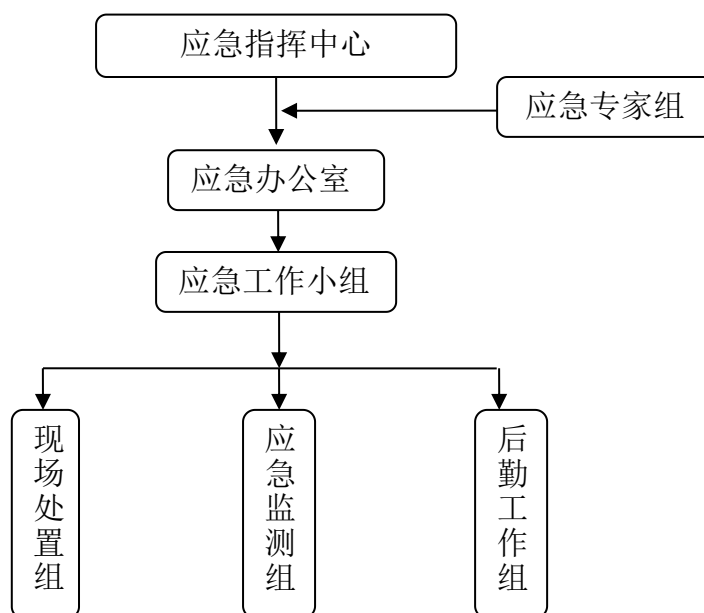 应急指挥中心
应急专家组
应急办公室
应急工作小组
现场处置组
应急监测组
后勤工作组